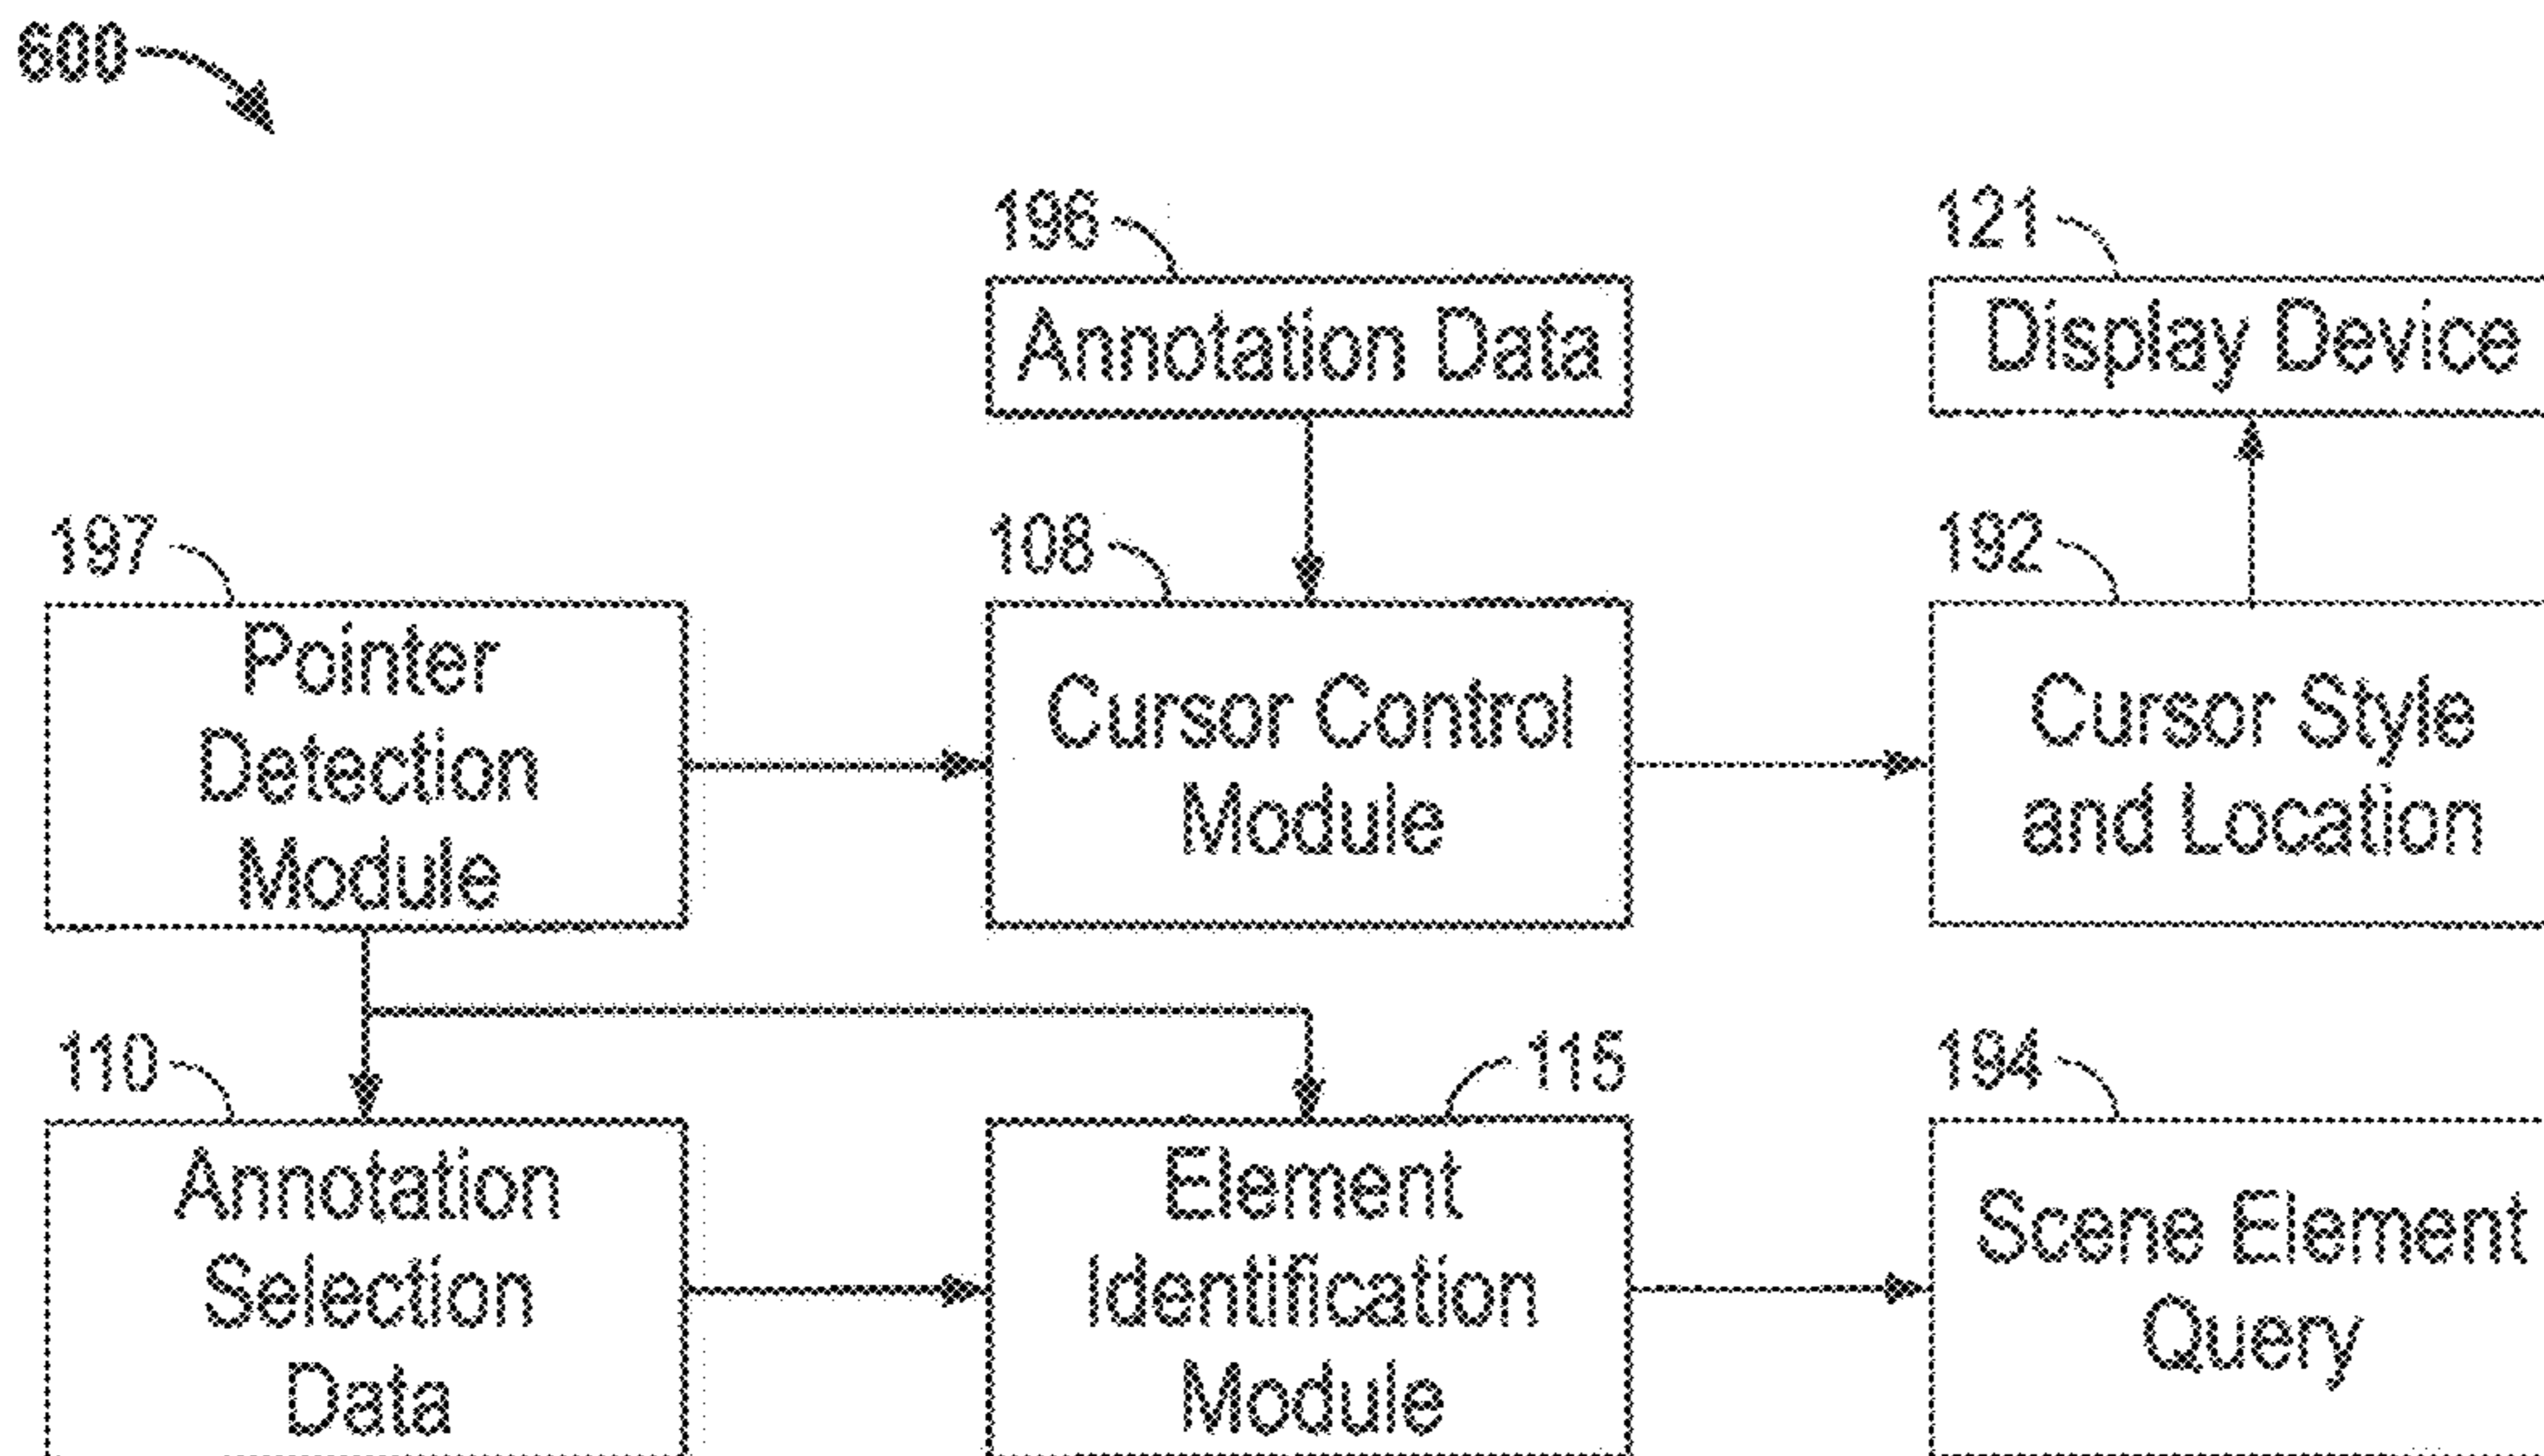 600
196
121
Annotation Data
Display Device
197
108
192
Pointer
Detection
Module
Cursor Control
Module
Cursor Style
and Location
110
115
194
Annotation
Selection
Data
Element
Identification
Module
Scene Element
Query